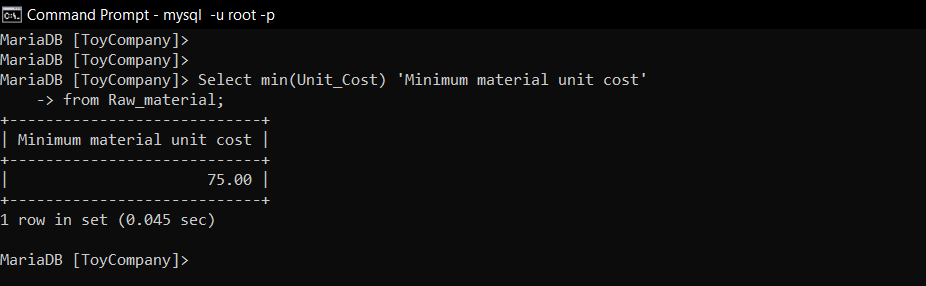 Command Prompt - mysql  -u root -p
MariaDB [ToyCompany]>
MariaDB [ToyCompany]>
MariaDB [ToyCompany]> Select min(Unit_Cost) 'Minimum material unit cost'
    -> from Raw_material;
+----------------------------+
| Minimum material unit cost |
+----------------------------+
|                      75.00 |
+----------------------------+
1 row in set (0.045 sec)
MariaDB [ToyCompany]>